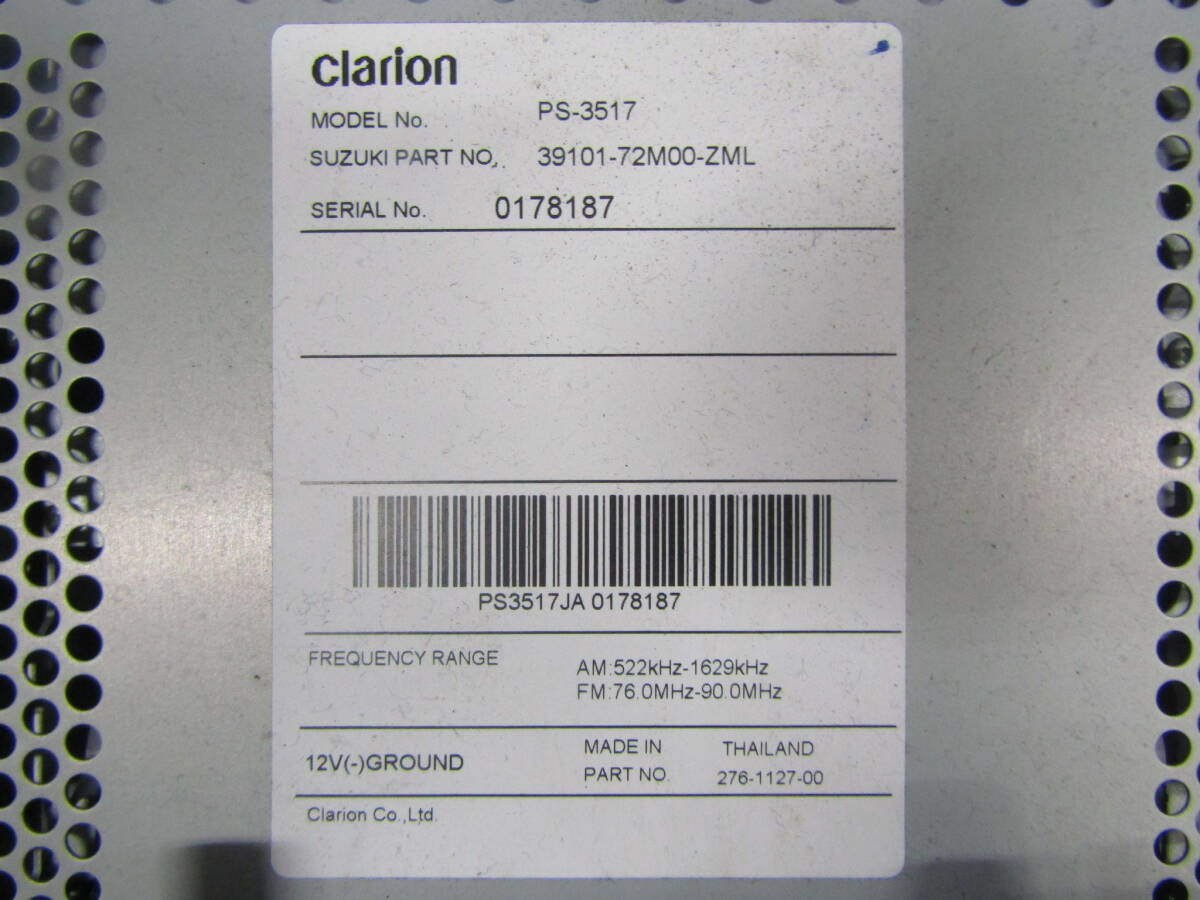 clarion
MODEL No. PS-3517
SUZUKI PART NO. 39101-72M00-ZML
SERIAL No. 0178187
PS3517JA 0178187
FREQUENCY RANGE AM:522kHz-1629kHz
FM:76.0MHz-90.0MHz
12V(-)GROUND MADE IN THAILAND
PART NO. 276-1127-00
Clarion Co.,Ltd.